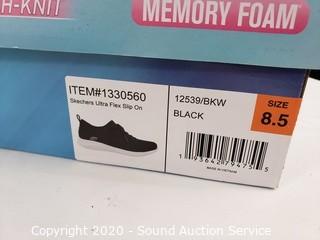 H-KNIT
MEMORY FOAM
ITEM#1330560
Skechers Ultra Flex Slip On
12539/BKW
BLACK
SIZE
8.5
MADE IN VIETNAM
Copyright 2020 - Sound Auction Service